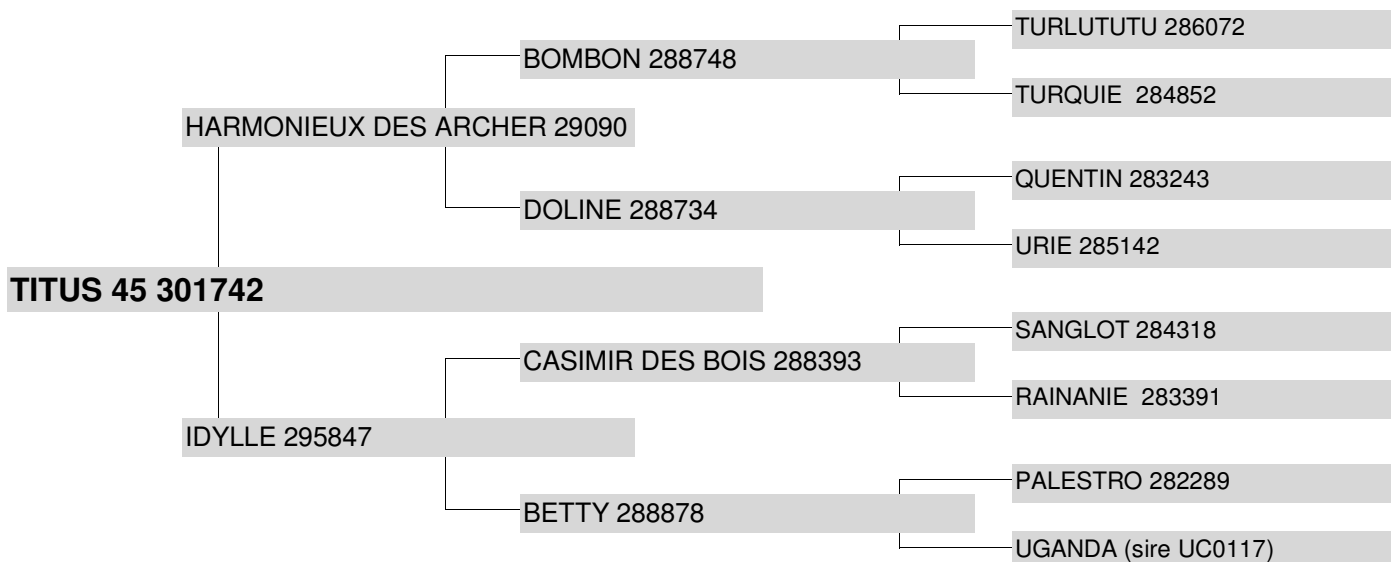 TURLUTUTU 286072
BOMBON 288748
TURQUIE 284852
HARMONIEUX DES ARCHER 29090
QUENTIN 283243
DOLINE 288734
URIE 285142
TITUS 45 301742
SANGLOT 284318
CASIMIR DES BOIS 288393
RAINANIE 283391
IDYLLE 295847
PALESTRO 282289
BETTY 288878
UGANDA (sire UC0117)